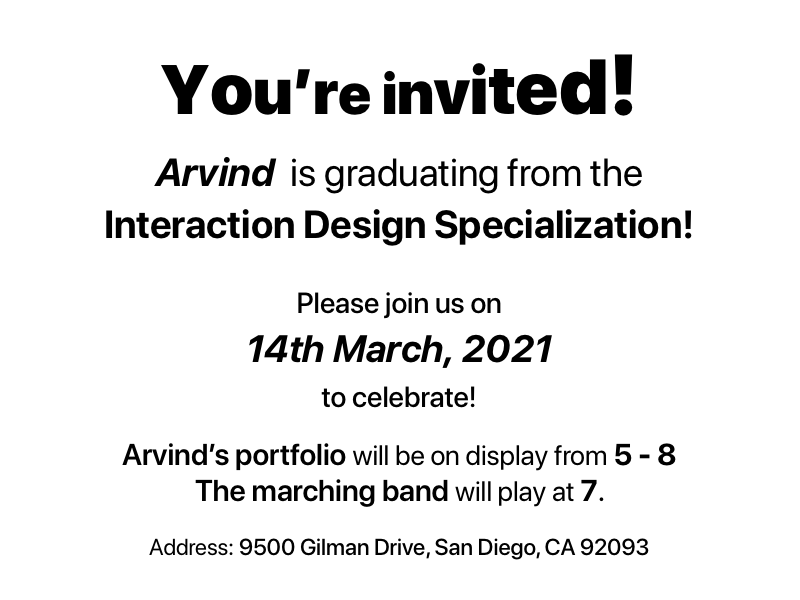 You’re invited!
Arvind is graduating from the
Interaction Design Specialization!
Please join us on
14th March, 2021
to celebrate!
Arvind’s portfolio will be on display from 5 - 8
The marching band will play at 7.
Address: 9500 Gilman Drive, San Diego, CA 92093